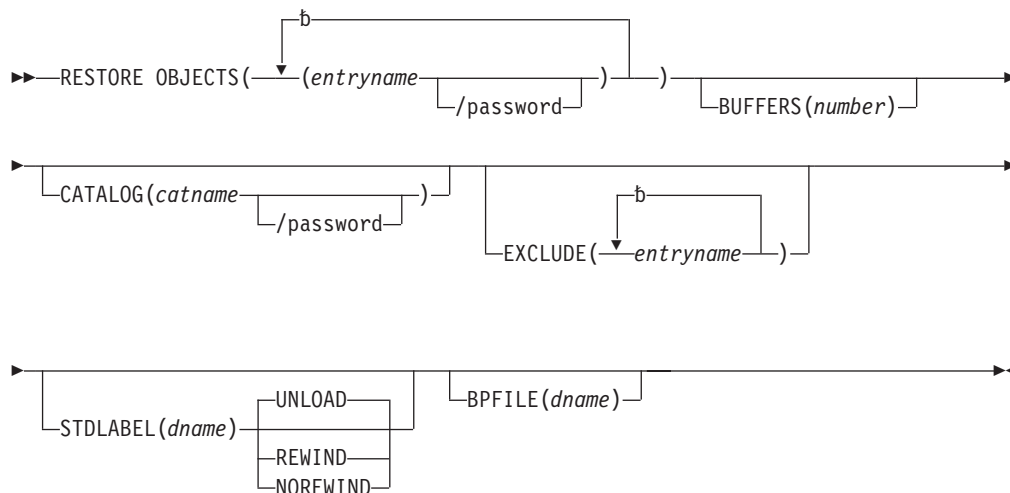 ƀ
RESTORE OBJECTS( (entryname ) )
/password
BUFFERS(number)
CATALOG(catname )
/password
ƀ
EXCLUDE( entryname )
UNLOAD
STDLABEL(dname)
REWIND
NOREWIND
BPFILE(dname)